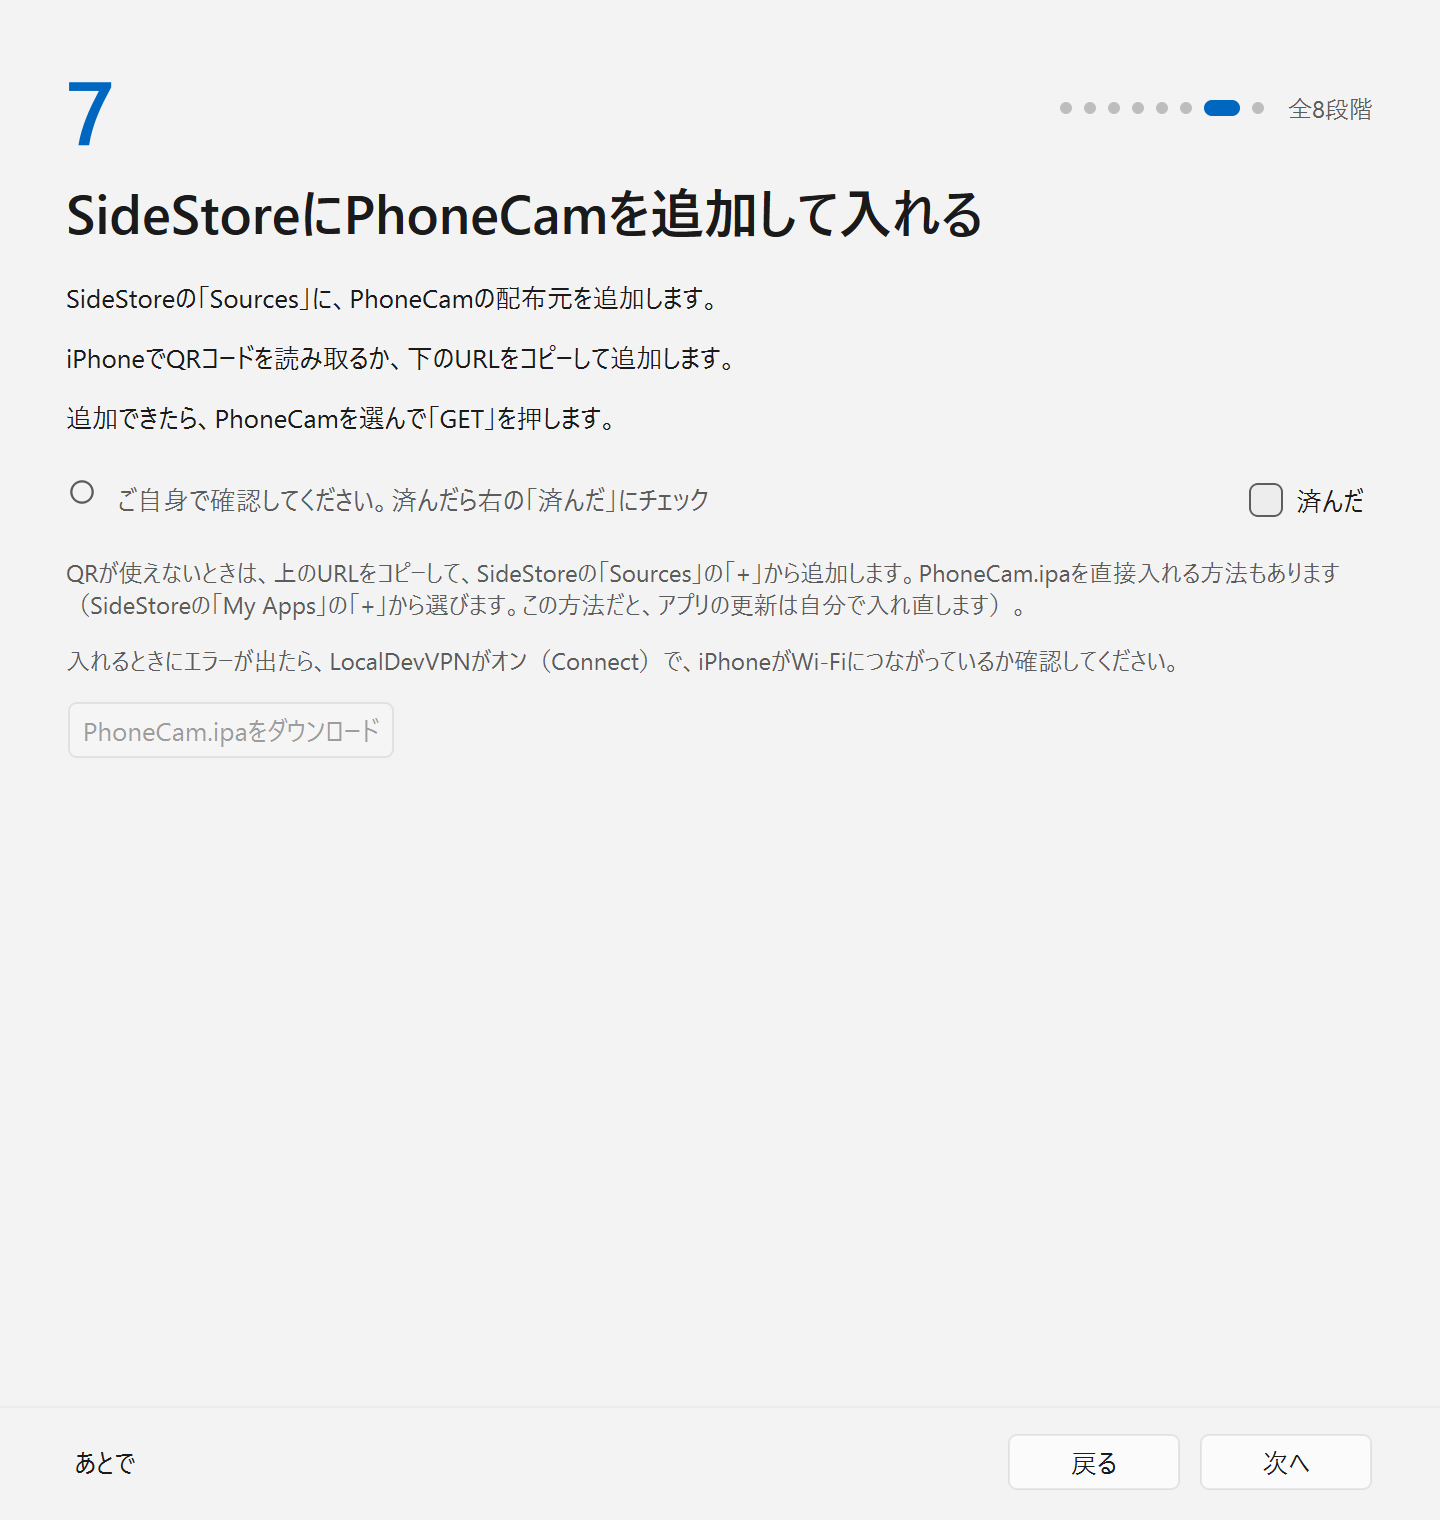 7
全8段階
SideStoreにPhoneCamを追加して入れる
SideStoreの「Sources」に、PhoneCamの配布元を追加します。
iPhoneでQRコードを読み取るか、下のURLをコピーして追加します。
追加できたら、PhoneCamを選んで「GET」を押します。
ご自身で確認してください。済んだら右の「済んだ」にチェック
済んだ
QRが使えないときは、上のURLをコピーして、SideStoreの「Sources」の「+」から追加します。PhoneCam.ipaを直接入れる方法もあります
（SideStoreの「My Apps」の「+」から選びます。この方法だと、アプリの更新は自分で入れ直します）。
入れるときにエラーが出たら、LocalDevVPNがオン（Connect）で、iPhoneがWi-Fiにつながっているか確認してください。
PhoneCam.ipaをダウンロード
あとで
戻る
次へ